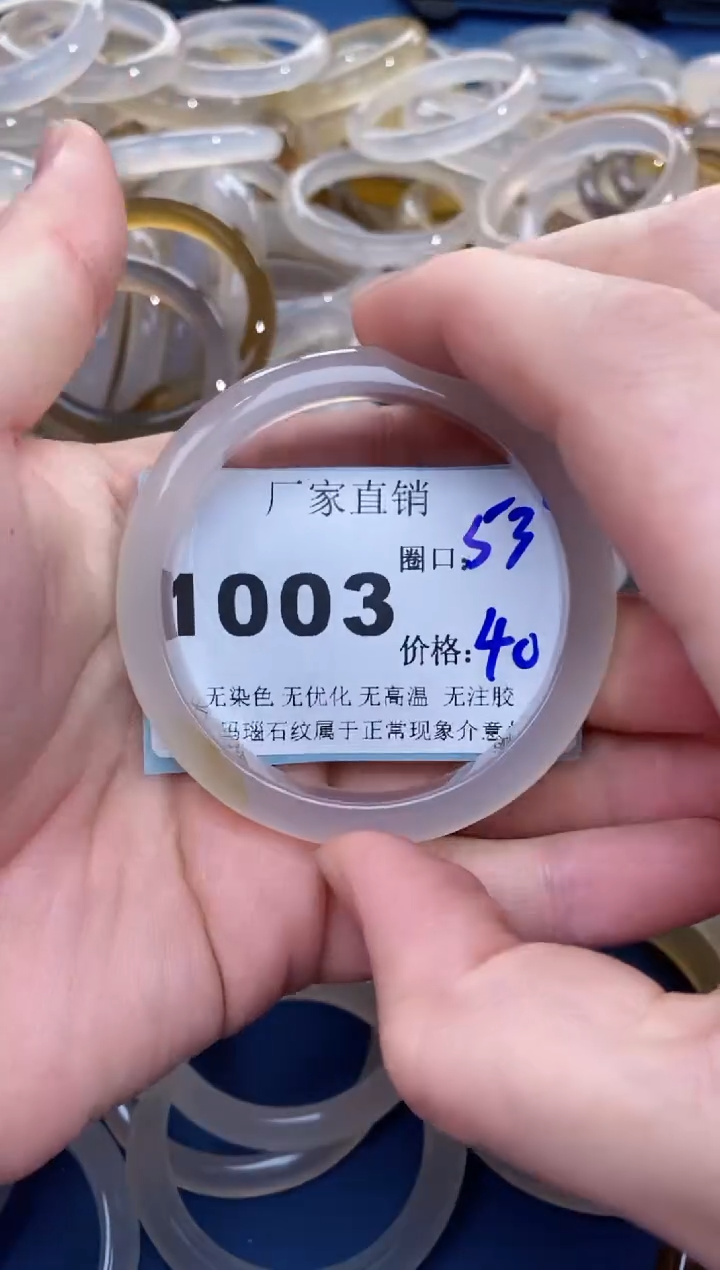 厂家直销
圈口: 53
1003
价格: 40
无染色 无优化 无高温 无注胶
玛瑙石纹属于正常现象介意